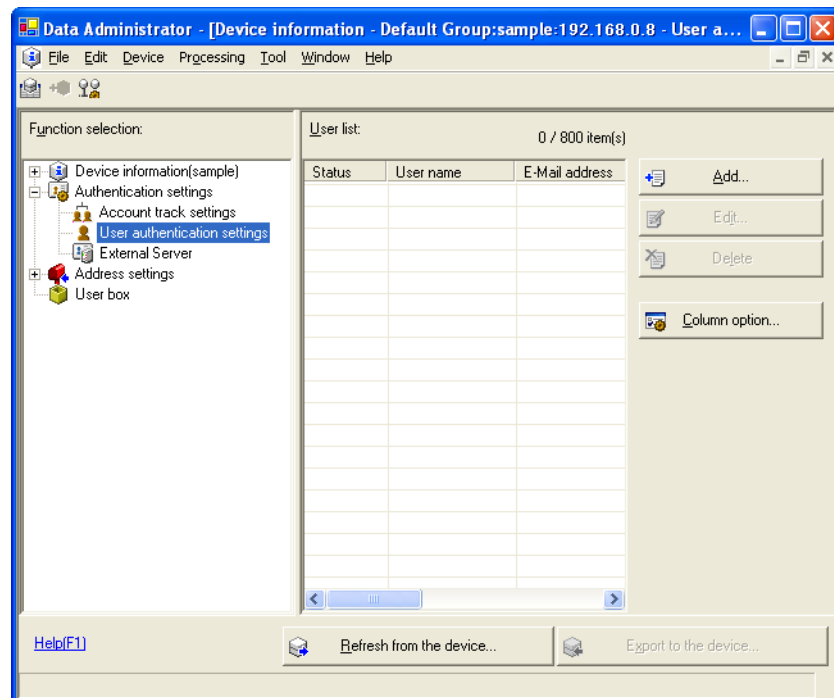 Data Administrator - [Device information - Default Group:sample:192.168.0.8 - User a...
File Edit Device Processing Tool Window Help
Function selection:
Device information(sample)
Authentication settings
Account track settings
User authentication settings
External Server
Address settings
User box
User list:
0 / 800 item(s)
Status User name E-Mail address
Add...
Edit...
Delete
Column option...
Help(F1)
Refresh from the device...
Export to the device...